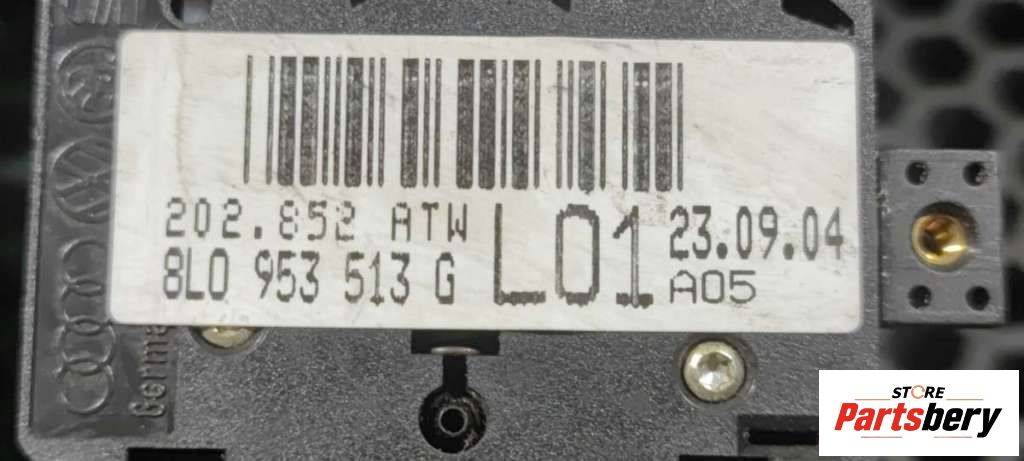 202.852 ATW
8L0 953 513 G
L01
23.09.04
A05
STORE
Partsbery